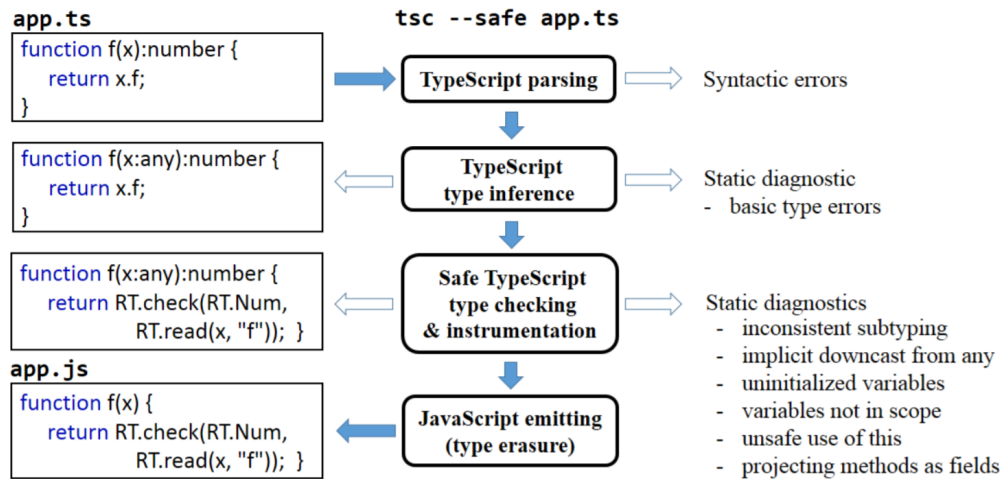 app.ts
tsc --safe app.ts
function f(x):number {
return x.f;
}
TypeScript parsing
Syntactic errors
function f(x:any):number {
return x.f;
}
TypeScript
type inference
Static diagnostic
- basic type errors
function f(x:any):number {
return RT.check(RT.Num,
RT.read(x, "f")); }
Safe TypeScript
type checking
& instrumentation
Static diagnostics
- inconsistent subtyping
- implicit downcast from any
- uninitialized variables
- variables not in scope
- unsafe use of this
- projecting methods as fields
app.js
function f(x) {
return RT.check(RT.Num,
RT.read(x, "f")); }
JavaScript emitting
(type erasure)